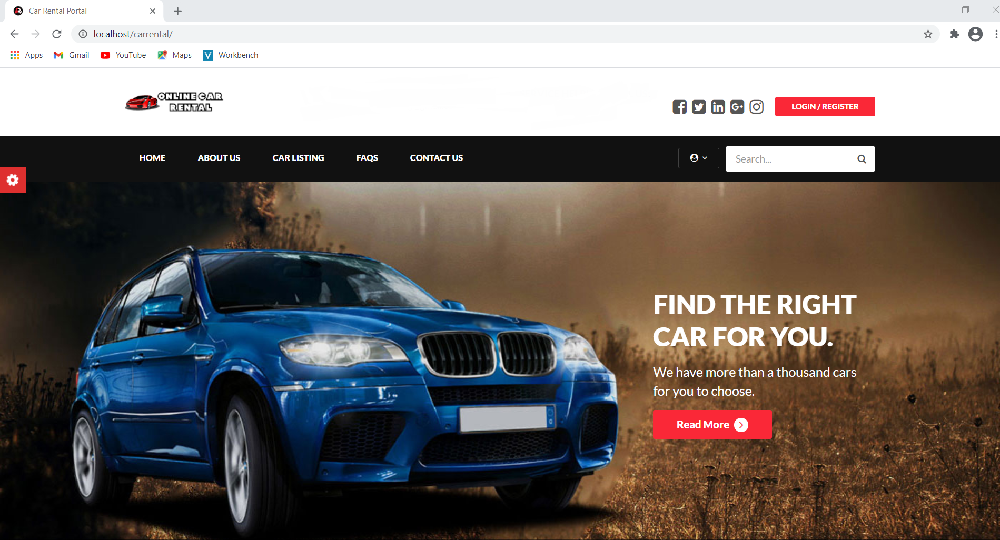 Car Rental Portal
localhost/carrental/
Apps Gmail YouTube Maps Workbench
ONLINE CAR
RENTAL
LOGIN / REGISTER
HOME ABOUT US CAR LISTING FAQS CONTACT US
Search...
FIND THE RIGHT
CAR FOR YOU.
We have more than a thousand cars
for you to choose.
Read More